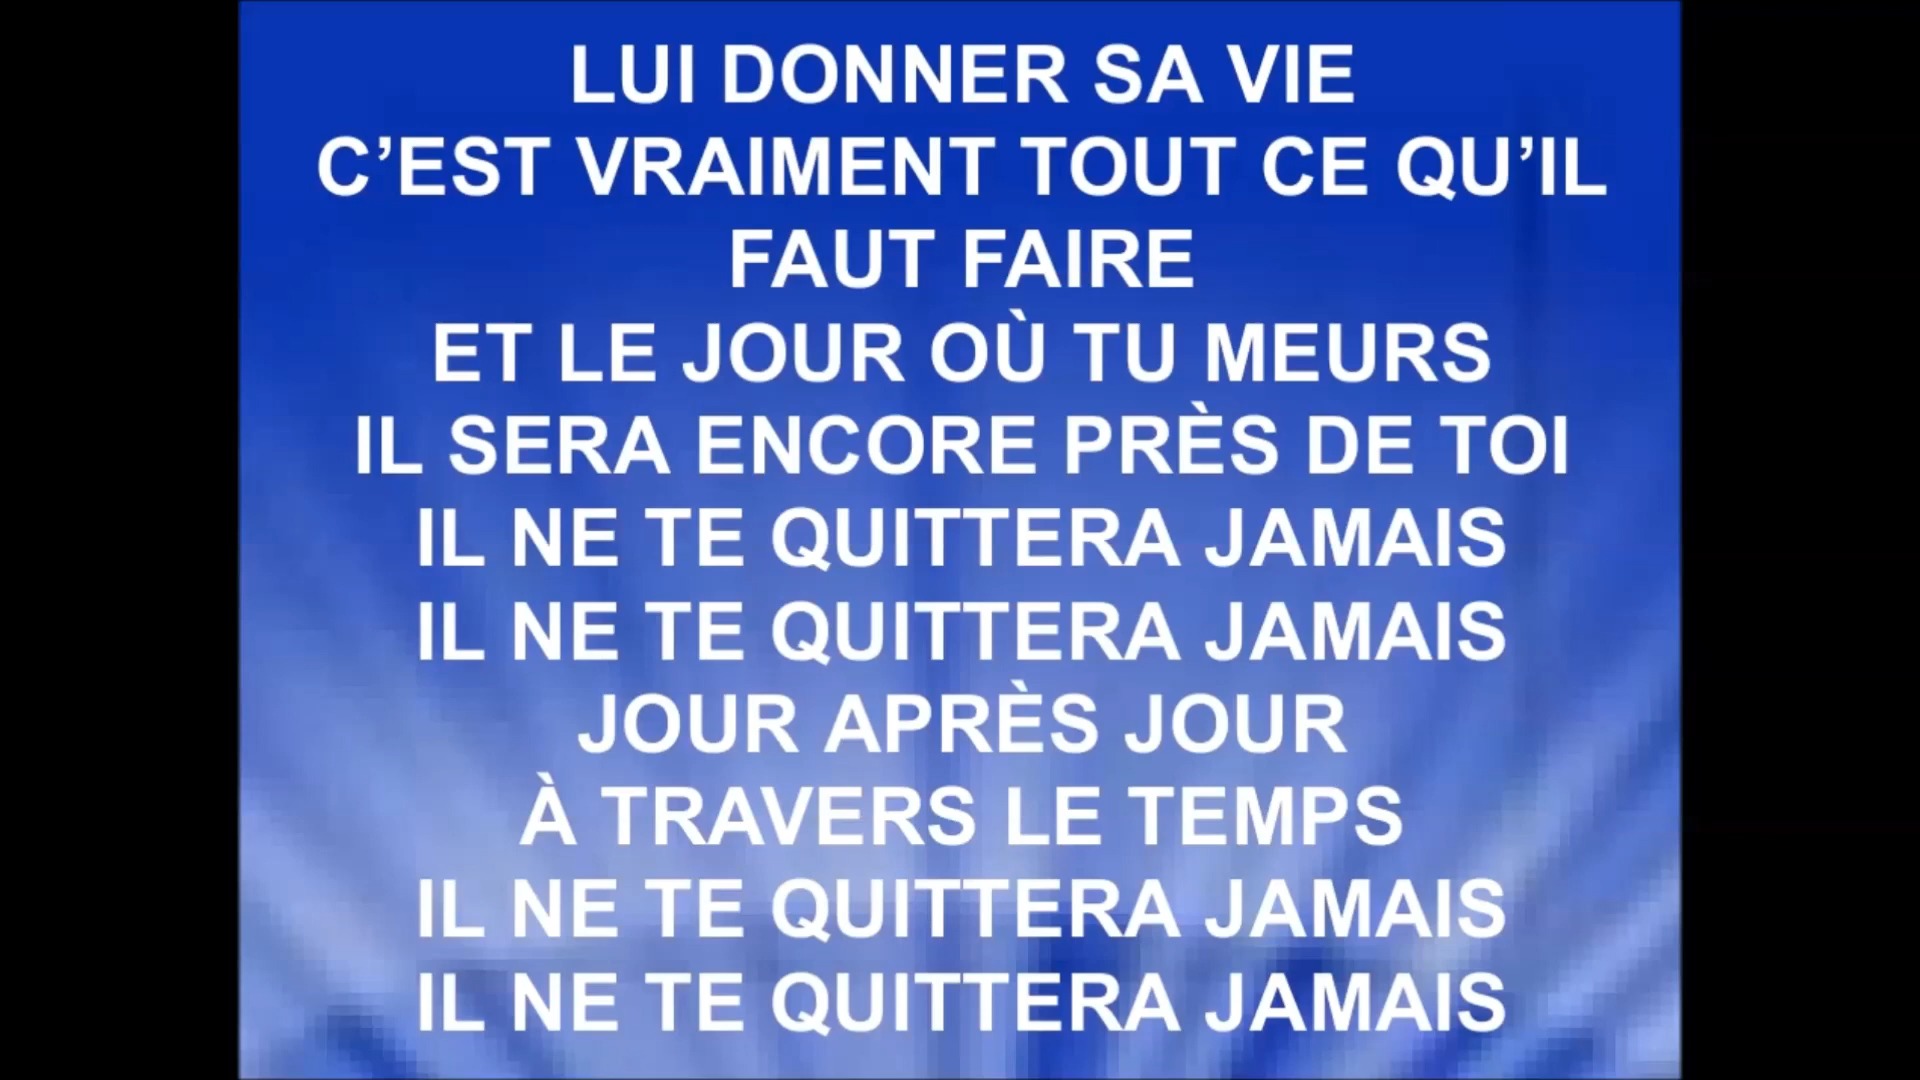 LUI DONNER SA VIE
C’EST VRAIMENT TOUT CE QU’IL
FAUT FAIRE
ET LE JOUR OÙ TU MEURS
IL SERA ENCORE PRÈS DE TOI
IL NE TE QUITTERA JAMAIS
IL NE TE QUITTERA JAMAIS
JOUR APRÈS JOUR
À TRAVERS LE TEMPS
IL NE TE QUITTERA JAMAIS
IL NE TE QUITTERA JAMAIS